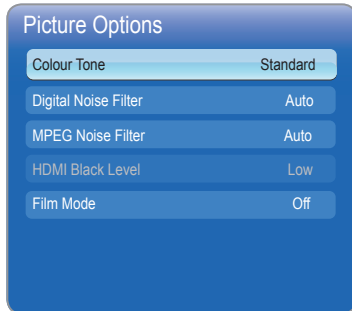 Picture Options
Colour Tone Standard
Digital Noise Filter Auto
MPEG Noise Filter Auto
HDMI Black Level Low
Film Mode Off